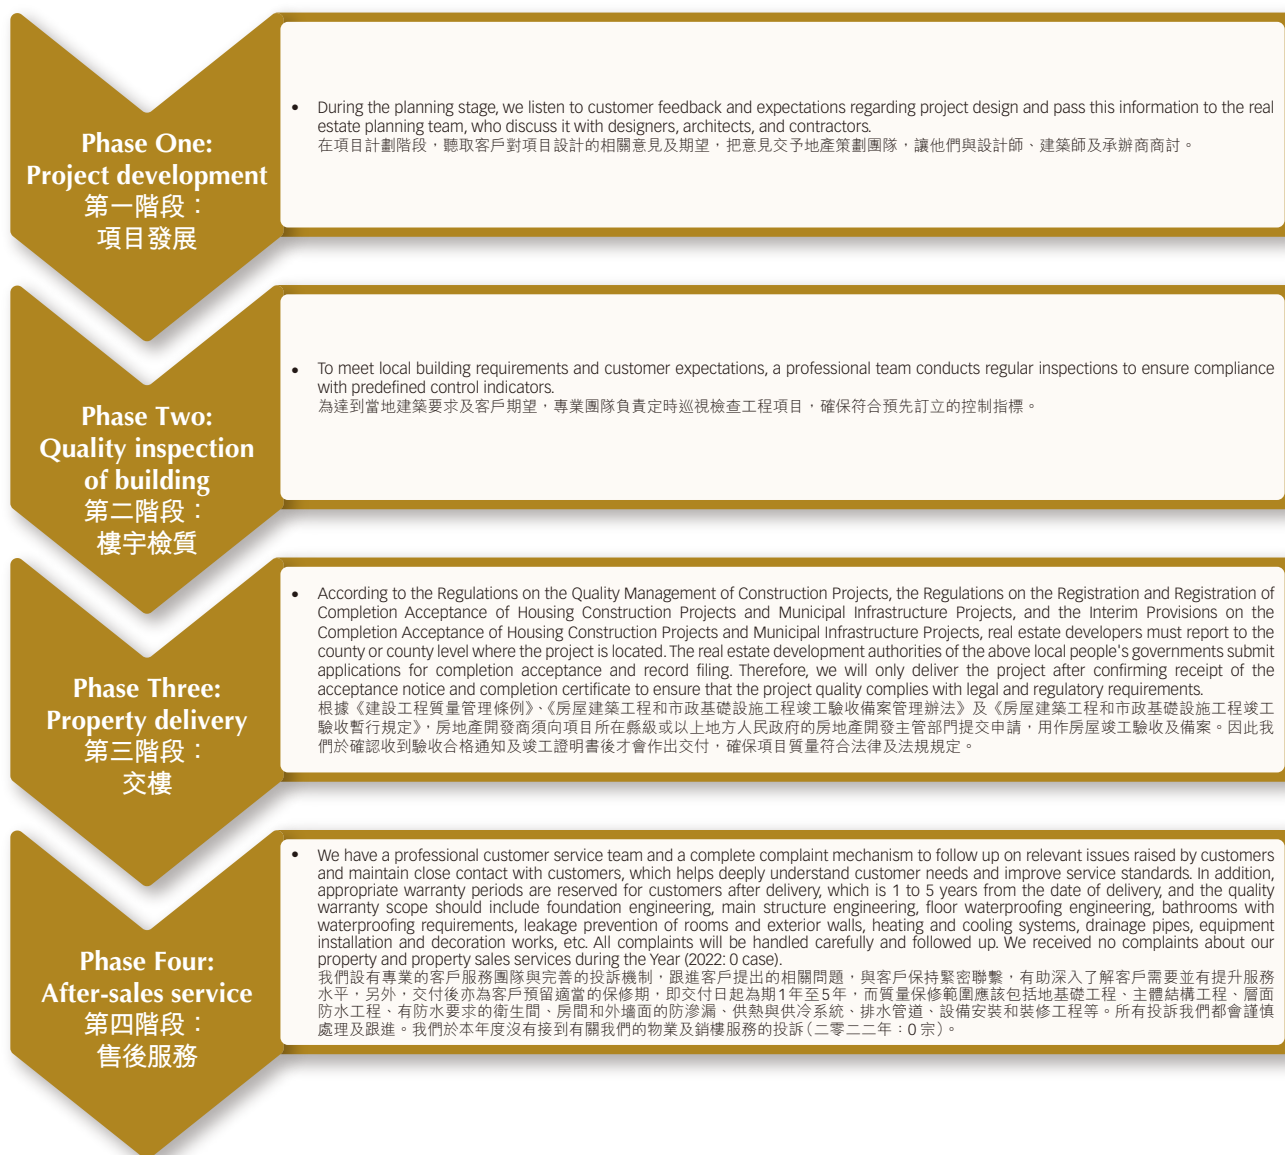 Phase One:
Project development
第一階段：
項目發展
• During the planning stage, we listen to customer feedback and expectations regarding project design and pass this information to the real
estate planning team, who discuss it with designers, architects, and contractors.
在項目計劃階段，聽取客戶對項目設計的相關意見及期望，把意見交予地產策劃團隊，讓他們與設計師、建築師及承辦商商討。
Phase Two:
Quality inspection
of building
第二階段：
樓宇檢質
• To meet local building requirements and customer expectations, a professional team conducts regular inspections to ensure compliance
with predefined control indicators.
為達到當地建築要求及客戶期望，專業團隊負責定時巡視檢查工程項目，確保符合預先訂立的控制指標。
Phase Three:
Property delivery
第三階段：
交樓
• According to the Regulations on the Quality Management of Construction Projects, the Regulations on the Registration and Registration of
Completion Acceptance of Housing Construction Projects and Municipal Infrastructure Projects, and the Interim Provisions on the
Completion Acceptance of Housing Construction Projects and Municipal Infrastructure Projects, real estate developers must report to the
county or county level where the project is located. The real estate development authorities of the above local people's governments submit
applications for completion acceptance and record filing. Therefore, we will only deliver the project after confirming receipt of the
acceptance notice and completion certificate to ensure that the project quality complies with legal and regulatory requirements.
根據《建設工程質量管理條例》、《房屋建築工程和市政基礎設施工程竣工驗收備案管理辦法》及《房屋建築工程和市政基礎設施工程竣工
驗收暫行規定》，房地產開發商須向項目所在縣級或以上地方人民政府的房地產開發主管部門提交申請，用作房屋竣工驗收及備案。因此我
們於確認收到驗收合格通知及竣工證明書後才會作出交付，確保項目質量符合法律及法規規定。
Phase Four:
After-sales service
第四階段：
售後服務
• We have a professional customer service team and a complete complaint mechanism to follow up on relevant issues raised by customers
and maintain close contact with customers, which helps deeply understand customer needs and improve service standards. In addition,
appropriate warranty periods are reserved for customers after delivery, which is 1 to 5 years from the date of delivery, and the quality
warranty scope should include foundation engineering, main structure engineering, floor waterproofing engineering, bathrooms with
waterproofing requirements, leakage prevention of rooms and exterior walls, heating and cooling systems, drainage pipes, equipment
installation and decoration works, etc. All complaints will be handled carefully and followed up. We received no complaints about our
property and property sales services during the Year (2022: 0 case).
我們設有專業的客戶服務團隊與完善的投訴機制，跟進客戶提出的相關問題，與客戶保持緊密聯繫，有助深入了解客戶需要並有提升服務
水平，另外，交付後亦為客戶預留適當的保修期，即交付日起為期1年至5年，而質量保修範圍應該包括地基礎工程、主體結構工程、層面
防水工程、有防水要求的衛生間、房間和外墻面的防滲漏、供熱與供冷系統、排水管道、設備安裝和裝修工程等。所有投訴我們都會謹慎
處理及跟進。我們於本年度沒有接到有關我們的物業及銷樓服務的投訴（二零二二年：0 宗）。